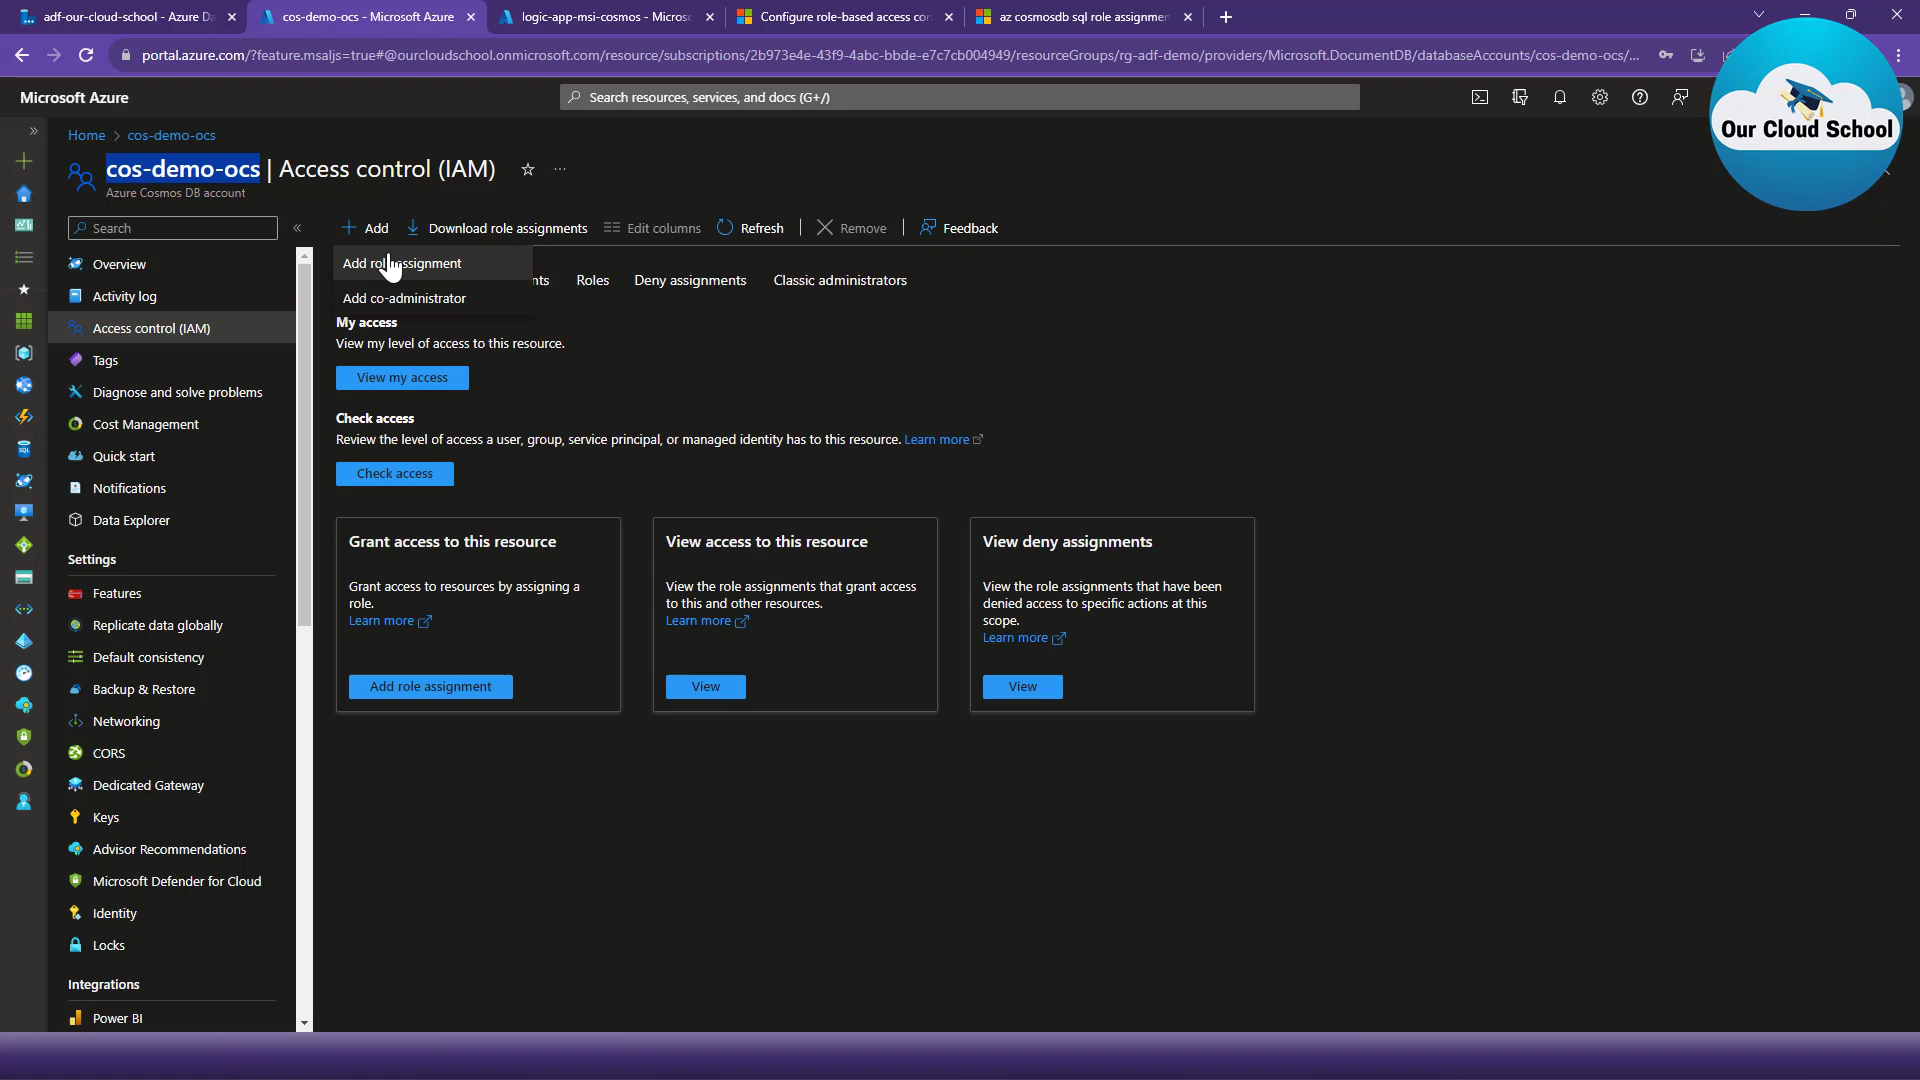 adf-our-cloud-school - Azure Da
cos-demo-ocs - Microsoft Azure
logic-app-msi-cosmos - Microso
Configure role-based access con
az cosmosdb sql role assignmen
portal.azure.com/?feature.msaljs=true#@ourcloudschool.onmicrosoft.com/resource/subscriptions/2b973e4e-43f9-4abc-bbde-e7c7cb004949/resourceGroups/rg-adf-demo/providers/Microsoft.DocumentDB/databaseAccounts/cos-demo-ocs/...
Microsoft Azure
Search resources, services, and docs (G+/)
Our Cloud School
Home > cos-demo-ocs
cos-demo-ocs | Access control (IAM)
Azure Cosmos DB account
Search
Add
Download role assignments
Edit columns
Refresh
Remove
Feedback
Add role assignment
Add co-administrator
nts
Roles
Deny assignments
Classic administrators
Overview
Activity log
Access control (IAM)
Tags
Diagnose and solve problems
Cost Management
Quick start
Notifications
Data Explorer
Settings
Features
Replicate data globally
Default consistency
Backup & Restore
Networking
CORS
Dedicated Gateway
Keys
Advisor Recommendations
Microsoft Defender for Cloud
Identity
Locks
Integrations
Power BI
My access
View my level of access to this resource.
View my access
Check access
Review the level of access a user, group, service principal, or managed identity has to this resource. Learn more
Check access
Grant access to this resource
Grant access to resources by assigning a
role.
Learn more
Add role assignment
View access to this resource
View the role assignments that grant access
to this and other resources.
Learn more
View
View deny assignments
View the role assignments that have been
denied access to specific actions at this
scope.
Learn more
View
SQL